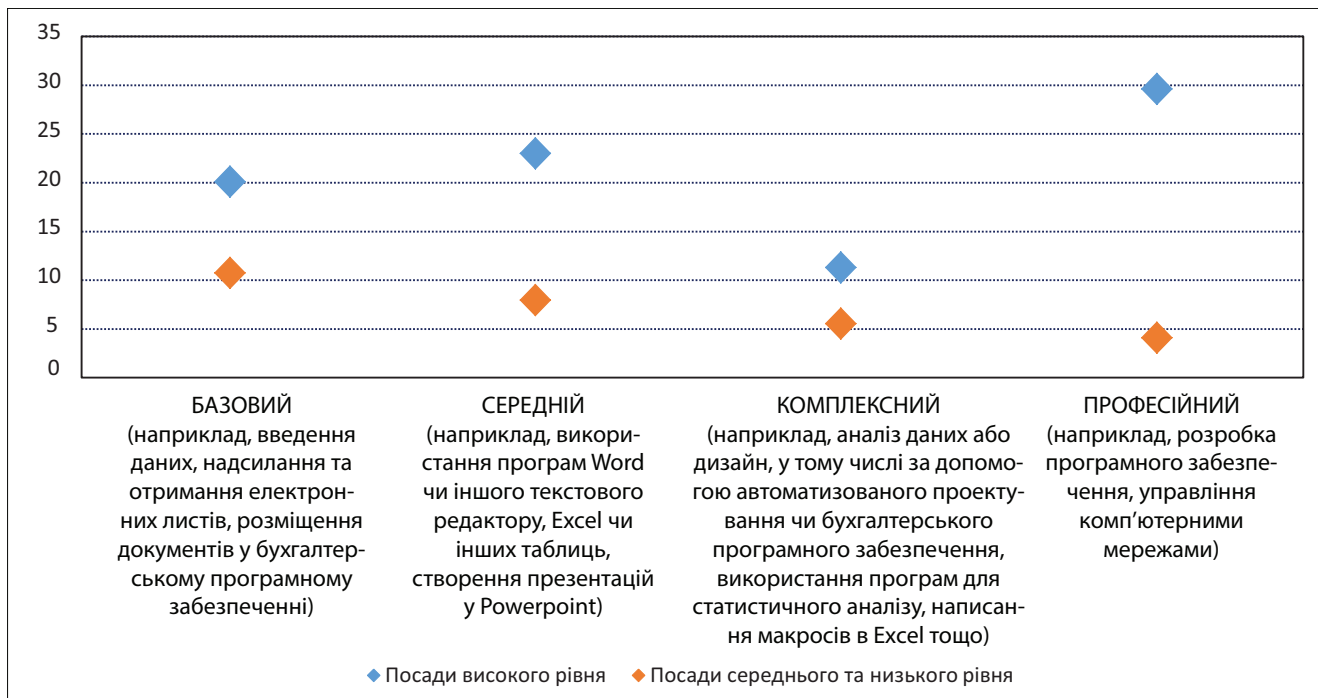 35
30
25
20
15
10
5
0
БАЗОВИЙ
(наприклад, введення
даних, надсилання та
отримання електрон-
них листів, розміщення
документів у бухгалтер-
ському програмному
забезпеченні)
СЕРЕДНІЙ
(наприклад, викори-
стання програм Word
чи іншого текстового
редактору, Excel чи
інших таблиць,
створення презентацій
у Powerpoint)
КОМПЛЕКСНИЙ
(наприклад, аналіз даних або
дизайн, у тому числі за допомо-
гою автоматизованого проекту-
вання чи бухгалтерського
програмного забезпечення,
використання програм для
статистичного аналізу, написан-
ня макросів в Excel тощо)
ПРОФЕСІЙНИЙ
(наприклад, розробка
програмного забезпе-
чення, управління
комп’ютерними
мережами)
Посади високого рівня
Посади середнього та низького рівня